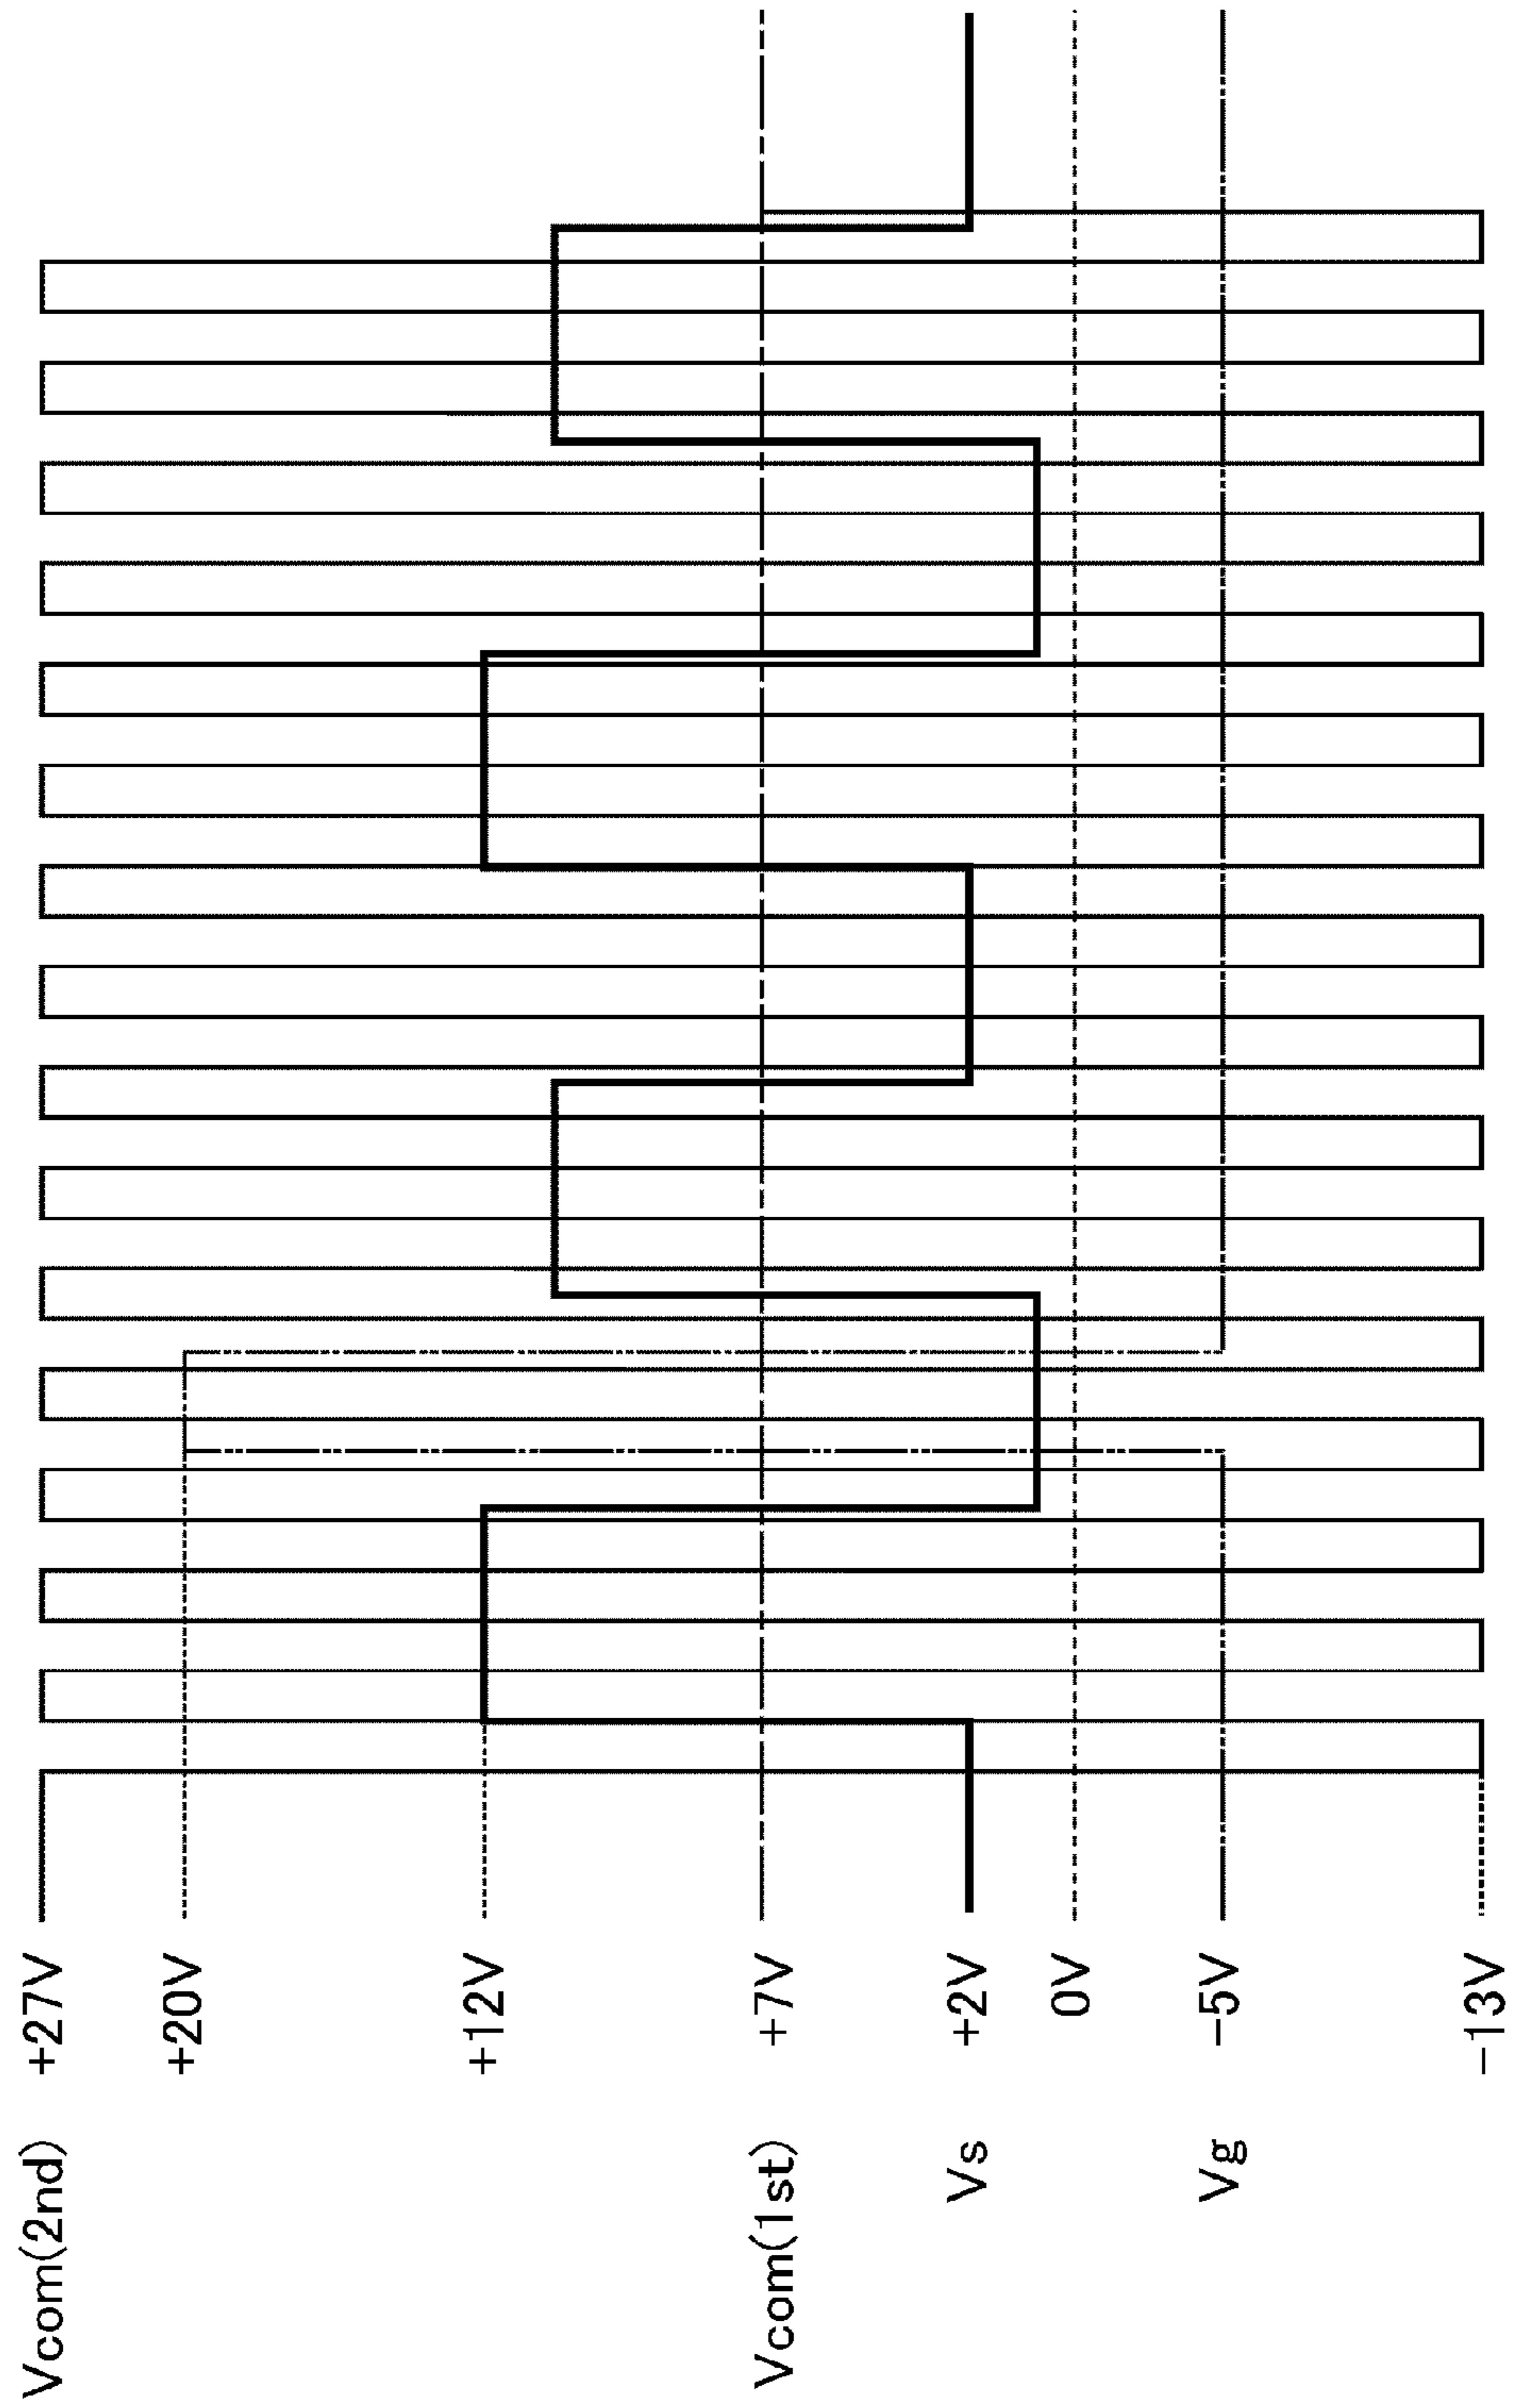 Vcom(2nd) +27V
+20V
+12V
Vcom(1st) +7V
Vs +2V
0V
Vg -5V
-13V